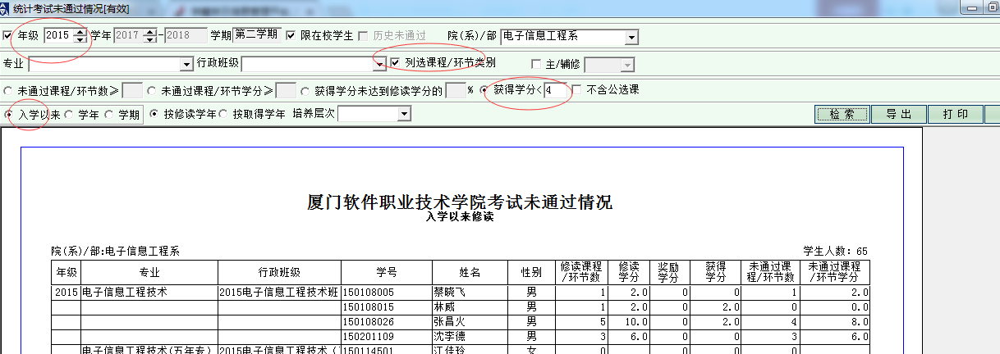 统计考试未通过情况[有效]
年级 2015 学年 2017 - 2018 学期 第二学期 限在校学生 历史未通过 院(系)/部 电子信息工程系
专业 行政班级 列选课程/环节类别 主/辅修
未通过课程/环节数≥ 未通过课程/环节学分≥ 获得学分未达到修读学分的 % 获得学分< 4 不含公选课
入学以来 学年 学期 按修读学年 按取得学年 培养层次 检索 导出 打印
厦门软件职业技术学院考试未通过情况
入学以来修读
院(系)/部:电子信息工程系 学生人数: 65
年级 专业 行政班级 学号 姓名 性别 修读课程/环节数 修读学分 奖励学分 获得学分 未通过课程/环节数 未通过课程/环节学分
2015 电子信息工程技术 2015电子信息工程技术班 150108005 蔡晓飞 男 1 2.0 0 0 1 2.0
150108015 林威 男 1 2.0 0 2.0 0 0.0
150108026 张昌火 男 5 10.0 0 2.0 4 8.0
150201109 沈李德 男 3 6.0 0 0 3 6.0
电子信息工程技术(五年专) 2015电子信息工程技术( 150114501 江佳玲 女 0 0 0